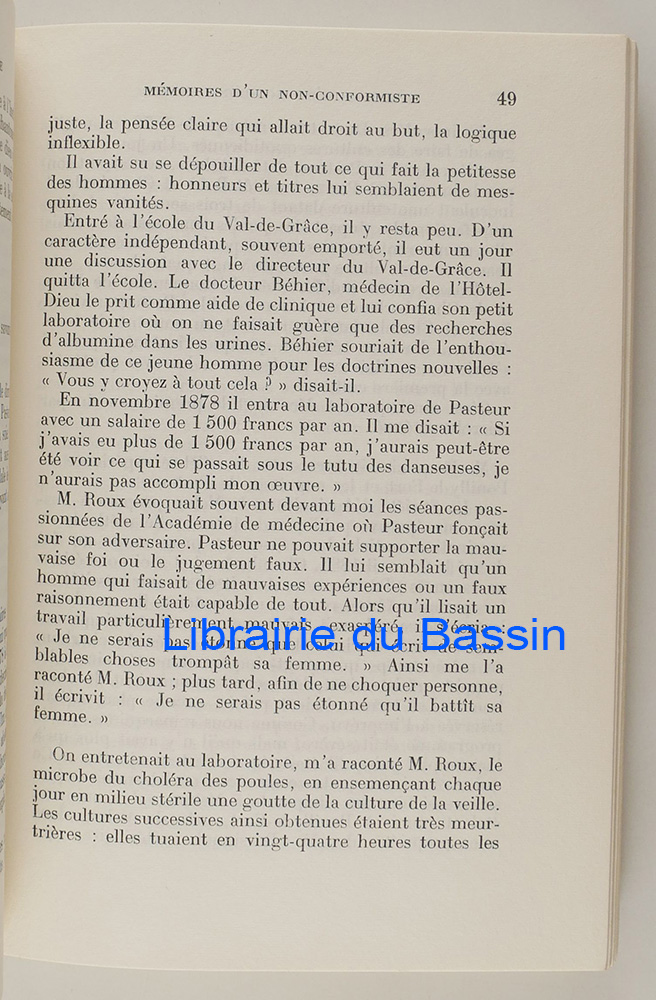 MÉMOIRES D'UN NON-CONFORMISTE 49
juste, la pensée claire qui allait droit au but, la logique
inflexible.
Il avait su se dépouiller de tout ce qui fait la petitesse
des hommes : honneurs et titres lui semblaient de mes-
quines vanités.
Entré à l'école du Val-de-Grâce, il y resta peu. D'un
caractère indépendant, souvent emporté, il eut un jour
une discussion avec le directeur du Val-de-Grâce. Il
quitta l'école. Le docteur Béhier, médecin de l'Hôtel-
Dieu le prit comme aide de clinique et lui confia son petit
laboratoire où on ne faisait guère que des recherches
d'albumine dans les urines. Béhier souriait de l'enthou-
siasme de ce jeune homme pour les doctrines nouvelles :
« Vous y croyez à tout cela ? » disait-il.
En novembre 1878 il entra au laboratoire de Pasteur
avec un salaire de 1 500 francs par an. Il me disait : « Si
j'avais eu plus de 1 500 francs par an, j'aurais peut-être
été voir ce qui se passait sous le tutu des danseuses, je
n'aurais pas accompli mon œuvre. »
M. Roux évoquait souvent devant moi les séances pas-
sionnées de l'Académie de médecine où Pasteur fonçait
sur son adversaire. Pasteur ne pouvait supporter la mau-
vaise foi ou le jugement faux. Il lui semblait qu'un
homme qui faisait de mauvaises expériences ou un faux
raisonnement était capable de tout. Alors qu'il lisait un
travail particulièrement mauvais, exaspéré, il s'écria :
Librairie du Bassin
« Je ne serais pas étonné que celui qui écrit de sem-
blables choses trompât sa femme. » Ainsi me l'a
raconté M. Roux ; plus tard, afin de ne choquer personne,
il écrivit : « Je ne serais pas étonné qu'il battît sa
femme. »
On entretenait au laboratoire, m'a raconté M. Roux, le
microbe du choléra des poules, en ensemençant chaque
jour en milieu stérile une goutte de la culture de la veille.
Les cultures successives ainsi obtenues étaient très meur-
trières : elles tuaient en vingt-quatre heures toutes les